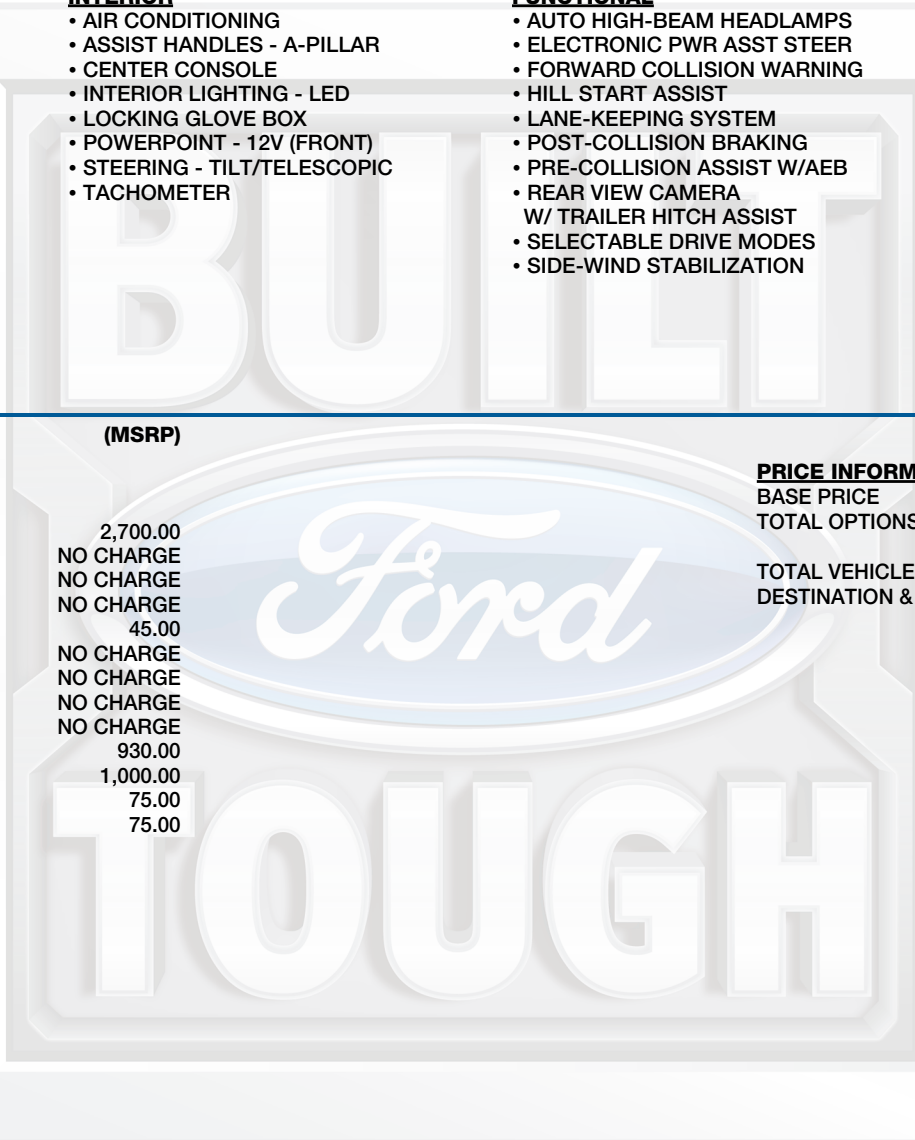 INTERIOR
• AIR CONDITIONING
• ASSIST HANDLES - A-PILLAR
• CENTER CONSOLE
• INTERIOR LIGHTING - LED
• LOCKING GLOVE BOX
• POWERPOINT - 12V (FRONT)
• STEERING - TILT/TELESCOPIC
• TACHOMETER
FUNCTIONAL
• AUTO HIGH-BEAM HEADLAMPS
• ELECTRONIC PWR ASST STEER
• FORWARD COLLISION WARNING
• HILL START ASSIST
• LANE-KEEPING SYSTEM
• POST-COLLISION BRAKING
• PRE-COLLISION ASSIST W/AEB
• REAR VIEW CAMERA
W/ TRAILER HITCH ASSIST
• SELECTABLE DRIVE MODES
• SIDE-WIND STABILIZATION
BUILT
(MSRP)
2,700.00
NO CHARGE
NO CHARGE
NO CHARGE
45.00
NO CHARGE
NO CHARGE
NO CHARGE
NO CHARGE
930.00
1,000.00
75.00
75.00
Ford
PRICE INFORM
BASE PRICE
TOTAL OPTIONS
TOTAL VEHICLE
DESTINATION &
TOUGH